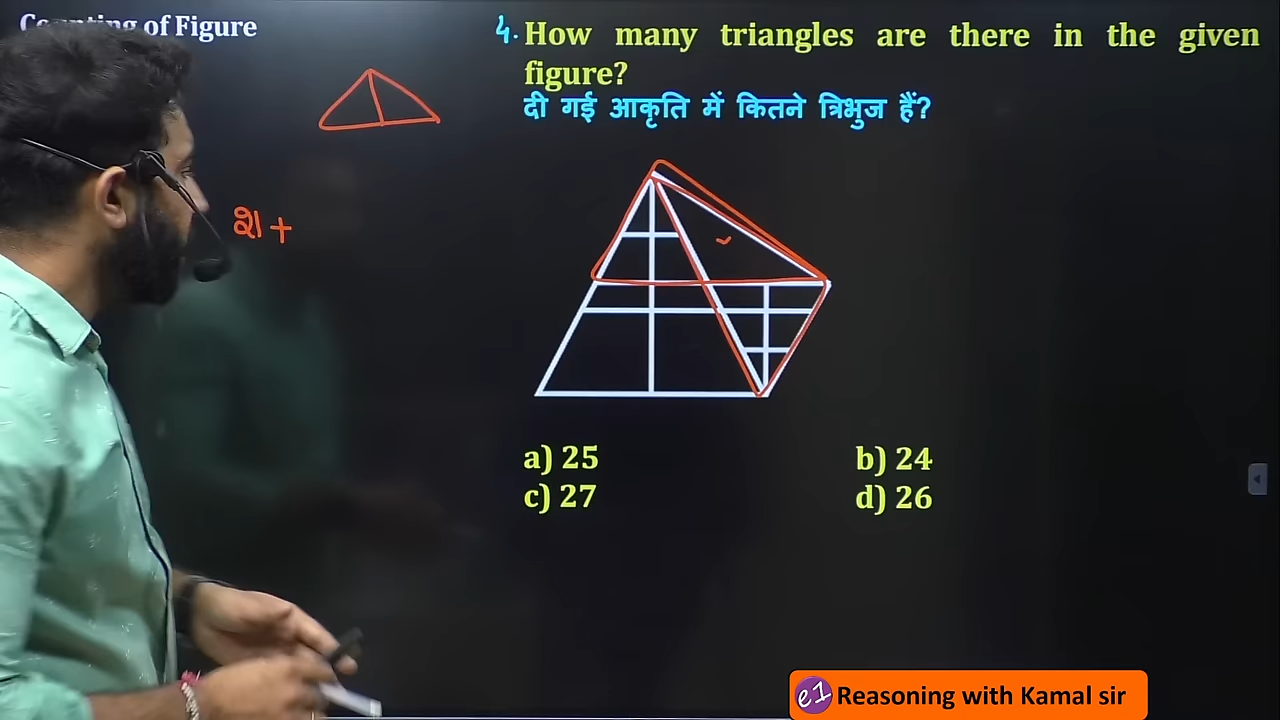 Counting of Figure
4. How many triangles are there in the given
figure?
दी गई आकृति में कितने त्रिभुज हैं?
21+
a) 25
b) 24
c) 27
d) 26
e1 Reasoning with Kamal sir